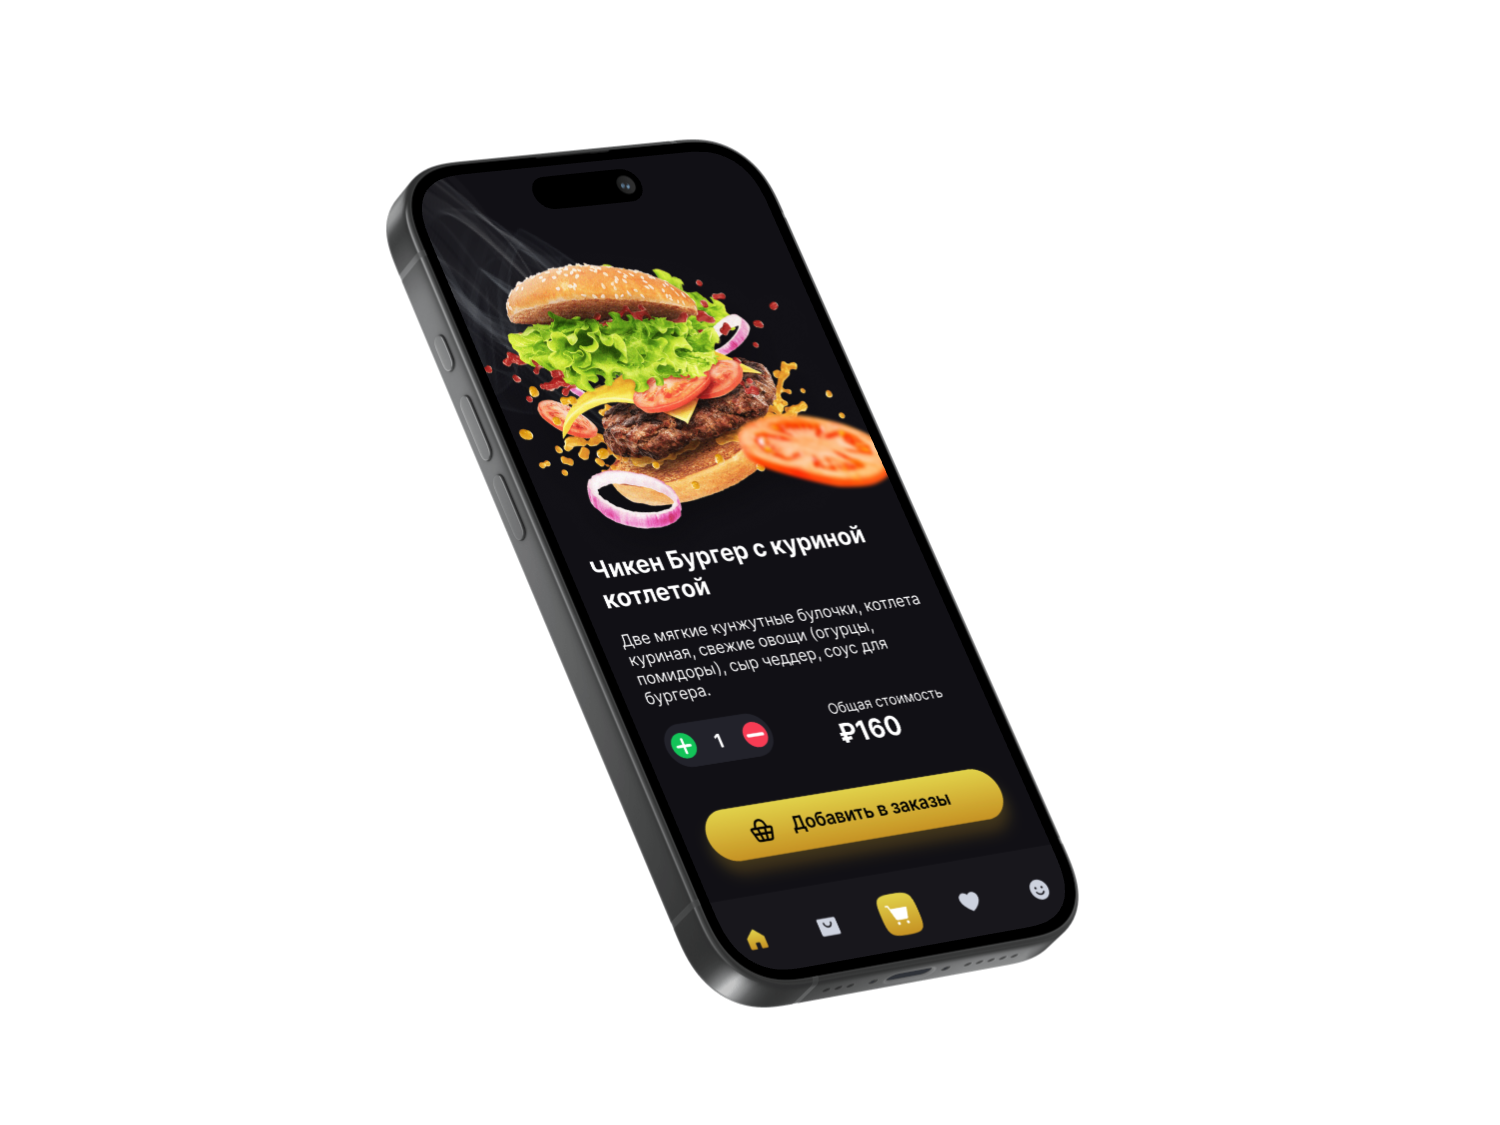 Чикен Бургер с куриной
котлетой
Две мягкие кунжутные булочки, котлета
куриная, свежие овощи (огурцы,
помидоры), сыр чеддер, соус для
бургера.
1
Общая стоимость
₽160
Добавить в заказы